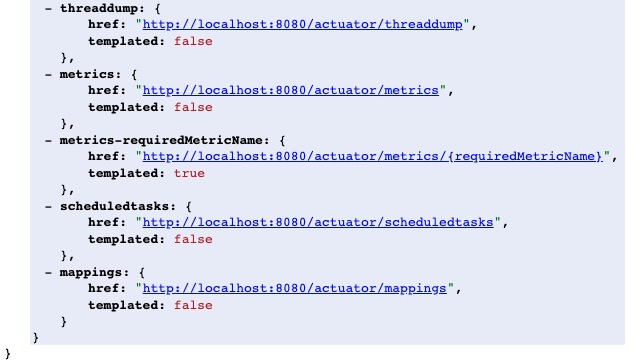 - threaddump: {
href: "http://localhost:8080/actuator/threaddump",
templated: false
},
- metrics: {
href: "http://localhost:8080/actuator/metrics",
templated: false
},
- metrics-requiredMetricName: {
href: "http://localhost:8080/actuator/metrics/{requiredMetricName}",
templated: true
},
- scheduledtasks: {
href: "http://localhost:8080/actuator/scheduledtasks",
templated: false
},
- mappings: {
href: "http://localhost:8080/actuator/mappings",
templated: false
}
}
}